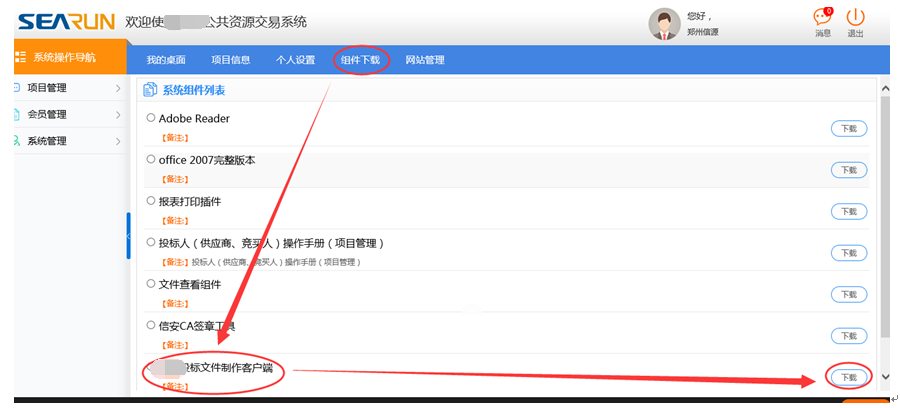 SEARUN 欢迎使 公共资源交易系统
0
您好，
郑州信源
消息 退出
系统操作导航
我的桌面 项目信息 个人设置 组件下载 网站管理
项目管理
会员管理
系统管理
系统组件列表
Adobe Reader
【备注:】
下载
office 2007完整版本
【备注:】
下载
报表打印插件
【备注:】
下载
投标人（供应商、竞买人）操作手册（项目管理）
【备注:】投标人（供应商、竞买人）操作手册（项目管理）
下载
文件查看组件
【备注:】
下载
信安CA签章工具
【备注:】
下载
投标文件制作客户端
【备注:】
下载